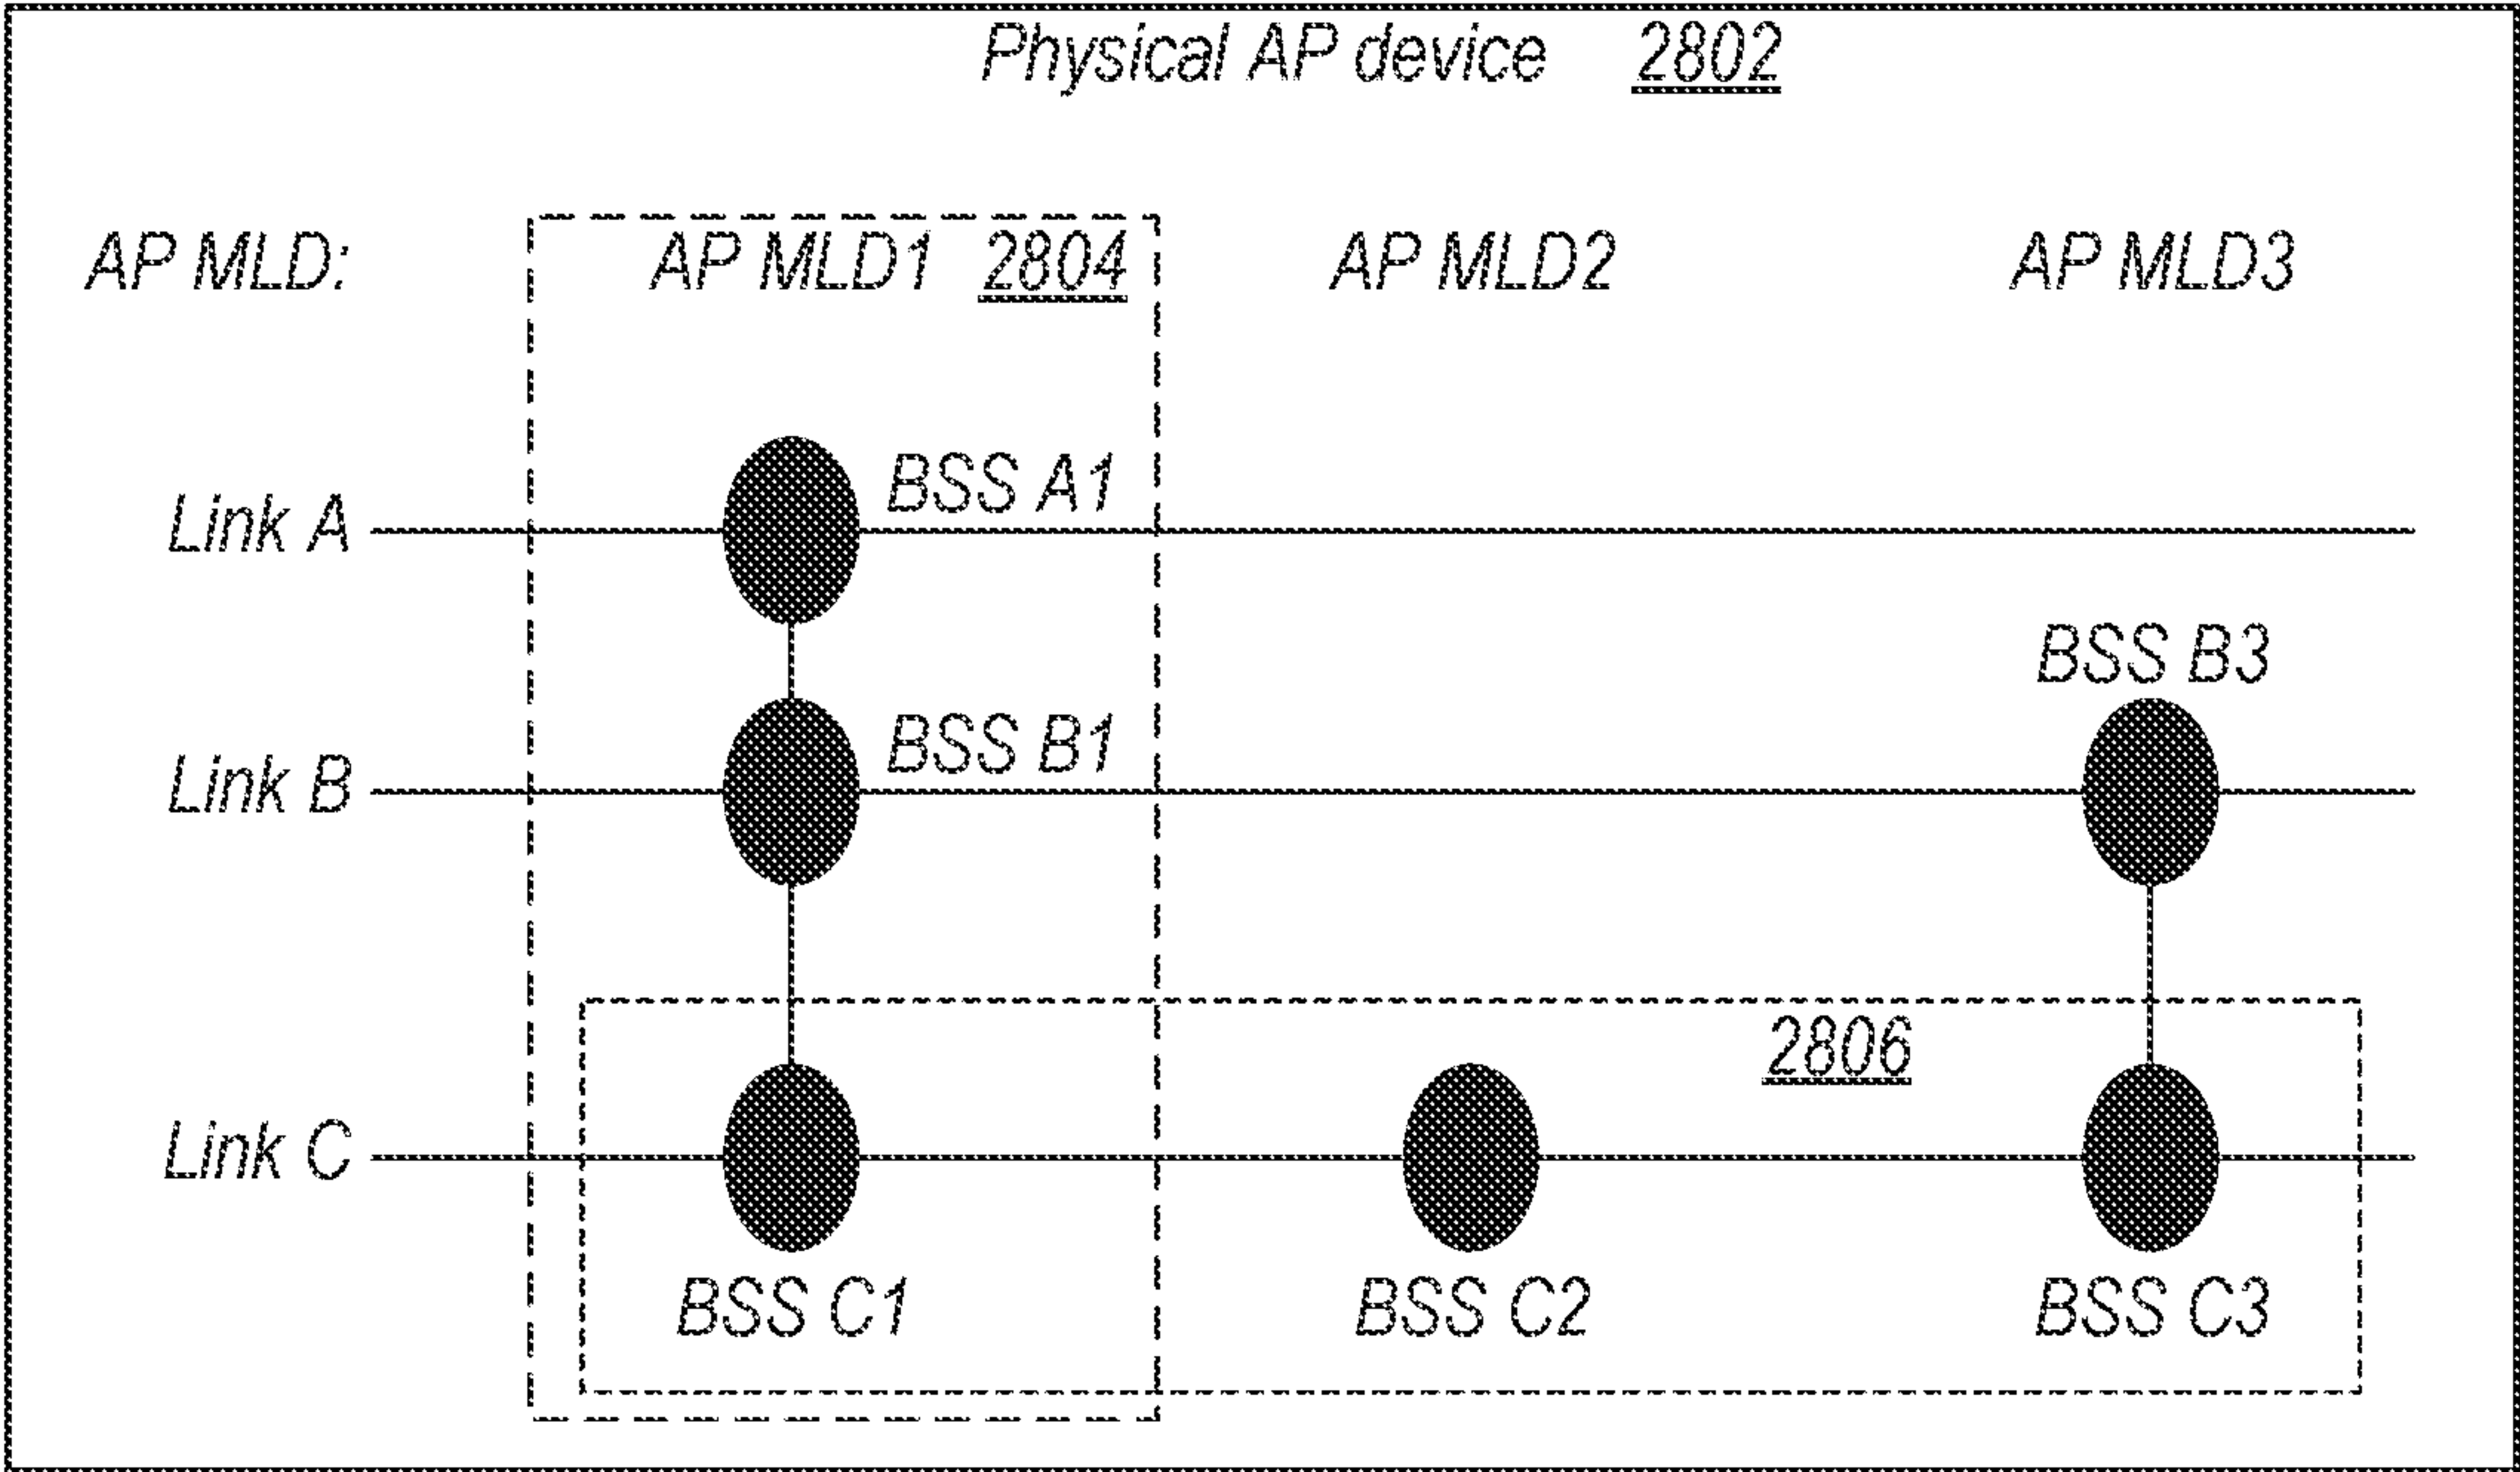 Physical AP device 2802
AP MLD: AP MLD1 2804 AP MLD2 AP MLD3
BSS A1
Link A
BSS B3
BSS B1
Link B
2806
Link C
BSS C1 BSS C2 BSS C3